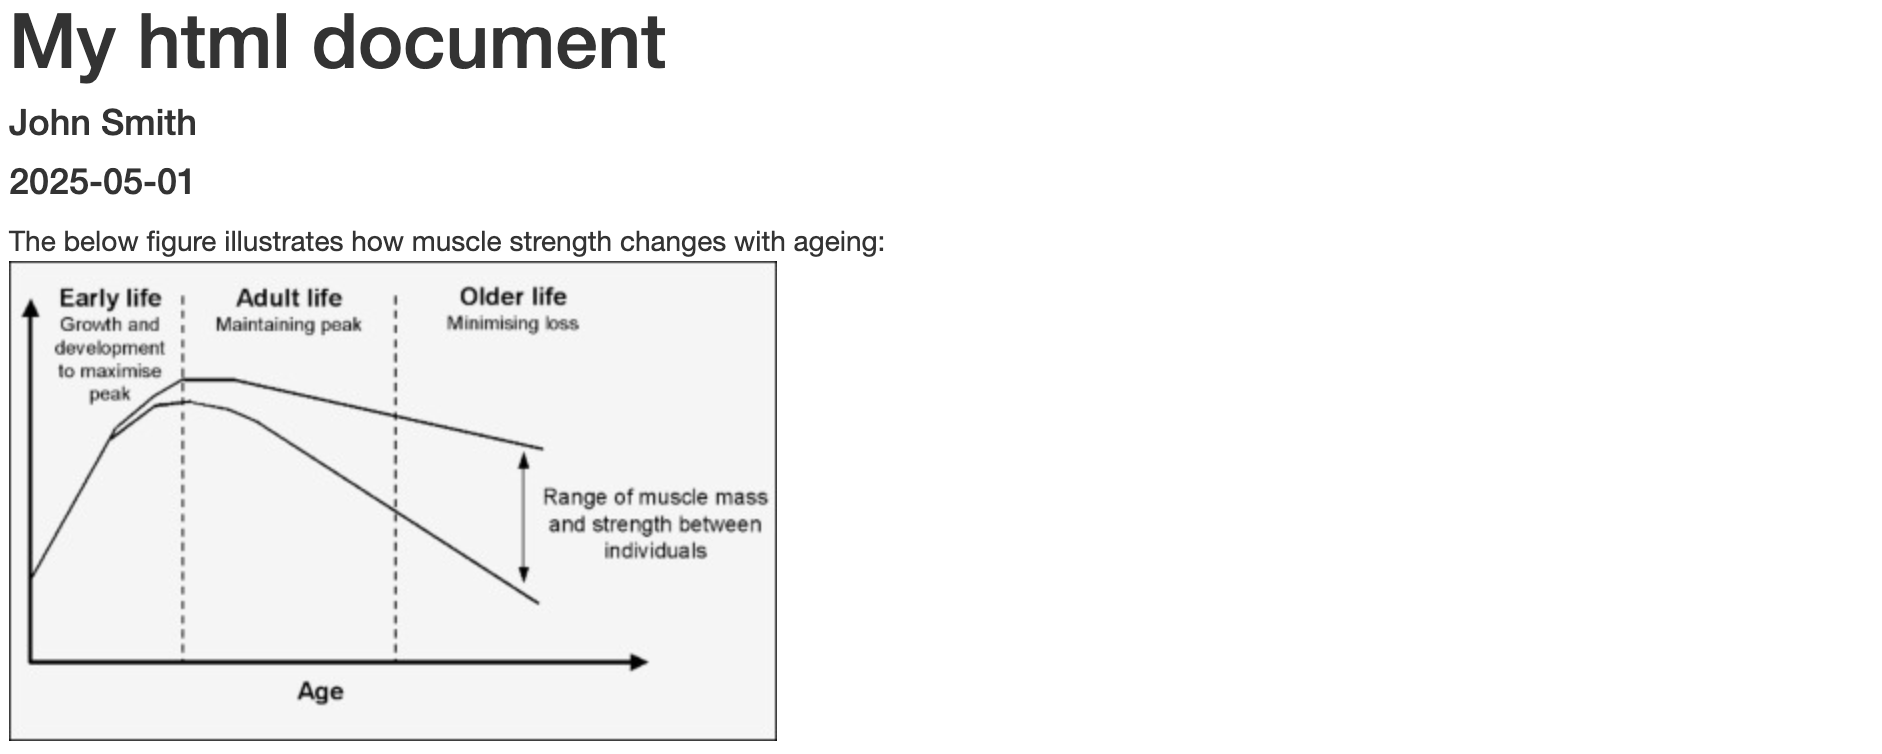 My html document
John Smith
2025-05-01
The below figure illustrates how muscle strength changes with ageing:
Early life
Growth and
development
to maximise
peak
Adult life
Maintaining peak
Older life
Minimising loss
Range of muscle mass
and strength between
individuals
Age